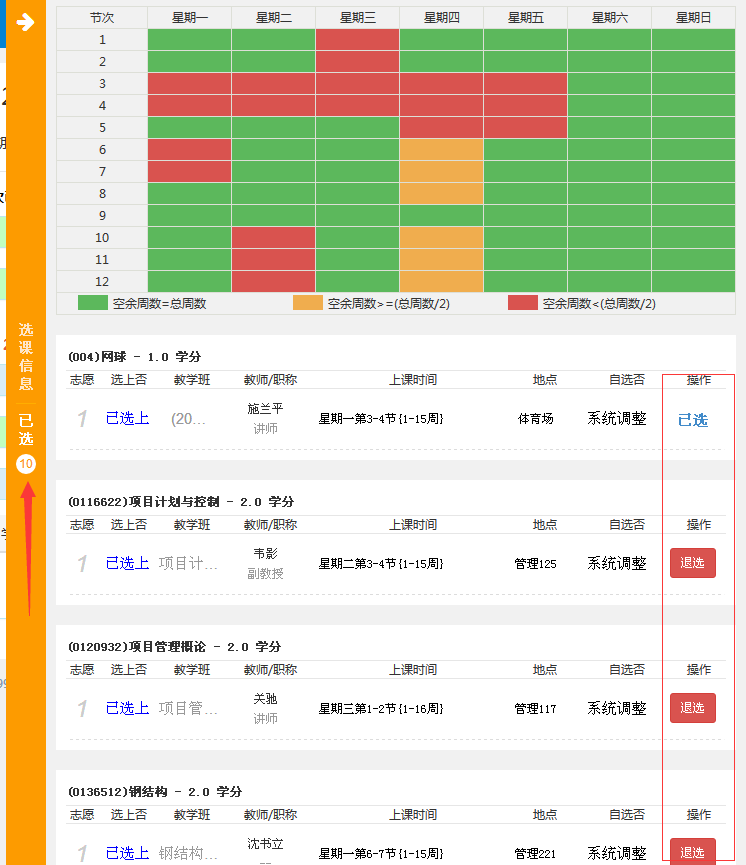 节次 星期一 星期二 星期三 星期四 星期五 星期六 星期日
1
2
3
4
5
6
7
8
9
10
11
12
空余周数=总周数 空余周数>=(总周数/2) 空余周数<(总周数/2)
选课信息
已选
10
(004)网球 - 1.0 学分
志愿 选上否 教学班 教师/职称 上课时间 地点 自选否 操作
1 已选上 (20... 施兰平 讲师 星期一第3-4节{1-15周} 体育场 系统调整 已选
(0116622)项目计划与控制 - 2.0 学分
志愿 选上否 教学班 教师/职称 上课时间 地点 自选否 操作
1 已选上 项目计... 韦影 副教授 星期二第3-4节{1-15周} 管理125 系统调整 退选
(0120932)项目管理概论 - 2.0 学分
志愿 选上否 教学班 教师/职称 上课时间 地点 自选否 操作
1 已选上 项目管... 关驰 讲师 星期三第1-2节{1-16周} 管理117 系统调整 退选
(0136512)钢结构 - 2.0 学分
志愿 选上否 教学班 教师/职称 上课时间 地点 自选否 操作
1 已选上 钢结构... 沈书立 星期一第6-7节{1-15周} 管理221 系统调整 退选